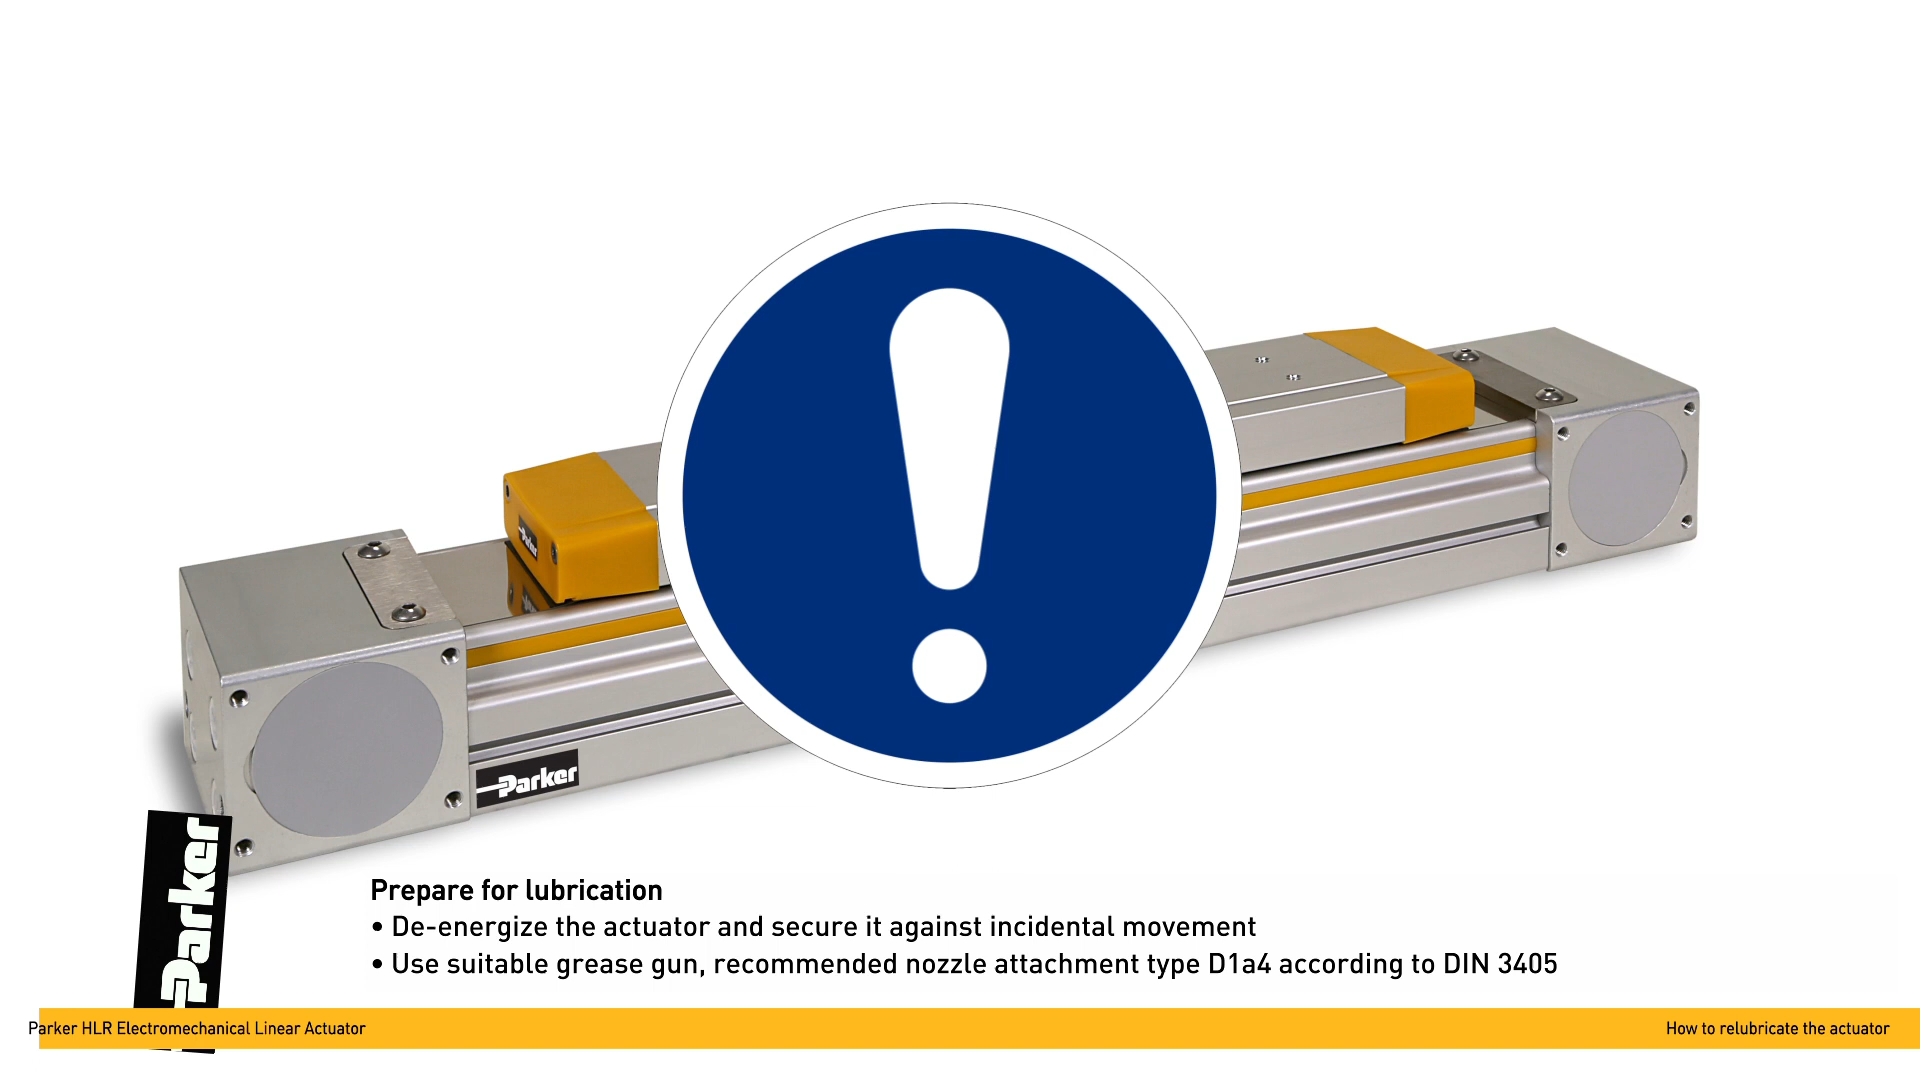 Parker
Parker
Parker
Prepare for lubrication
• De-energize the actuator and secure it against incidental movement
• Use suitable grease gun, recommended nozzle attachment type D1a4 according to DIN 3405
Parker HLR Electromechanical Linear Actuator
How to relubricate the actuator